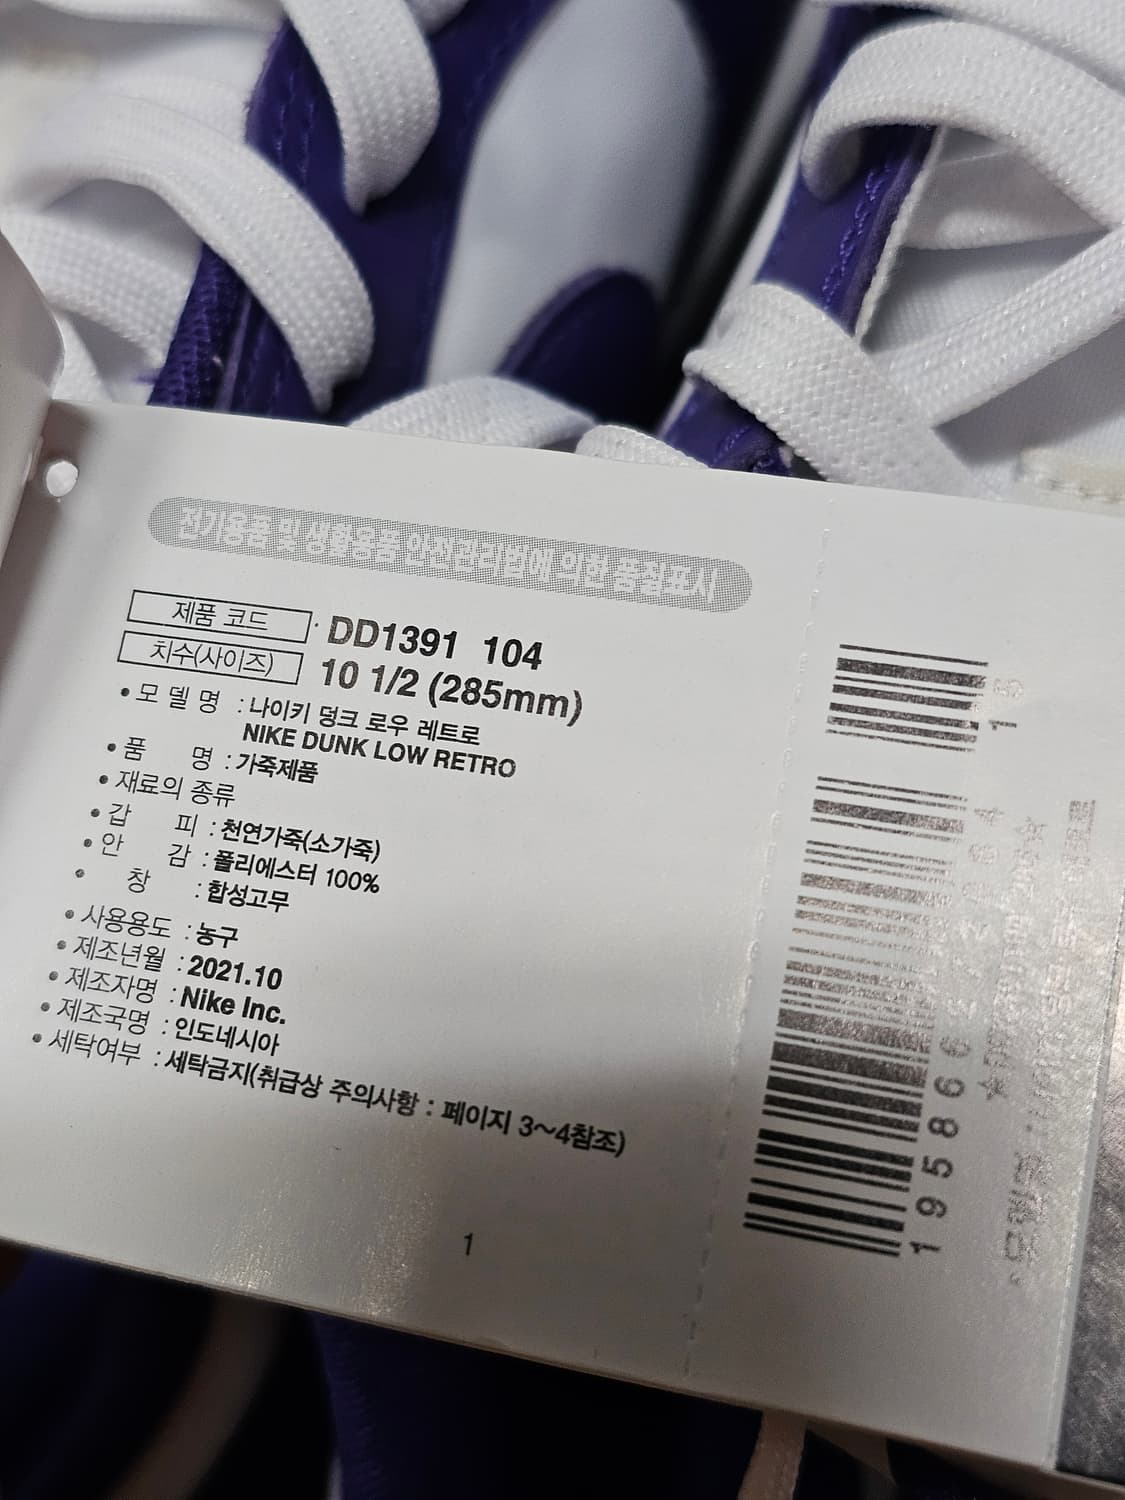 전기용품 및 생활용품 안전관리법에 의한 품질표시
제품 코드 DD1391 104
치수(사이즈) 10 1/2 (285mm)
• 모 델 명 : 나이키 덩크 로우 레트로
NIKE DUNK LOW RETRO
• 품 명 : 가죽제품
• 재료의 종류
• 갑 피 : 천연가죽(소가죽)
• 안 감 : 폴리에스터 100%
• 창 : 합성고무
• 사용용도 : 농구
• 제조년월 : 2021.10
• 제조자명 : Nike Inc.
• 제조국명 : 인도네시아
• 세탁여부 : 세탁금지(취급상 주의사항 : 페이지 3~4참조)
1